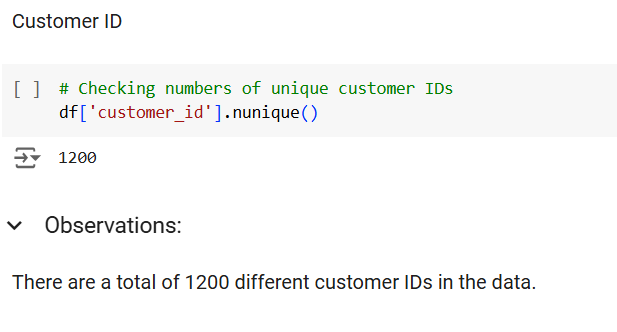 Customer ID
[ ] # Checking numbers of unique customer IDs
df['customer_id'].nunique()
1200
Observations:
There are a total of 1200 different customer IDs in the data.